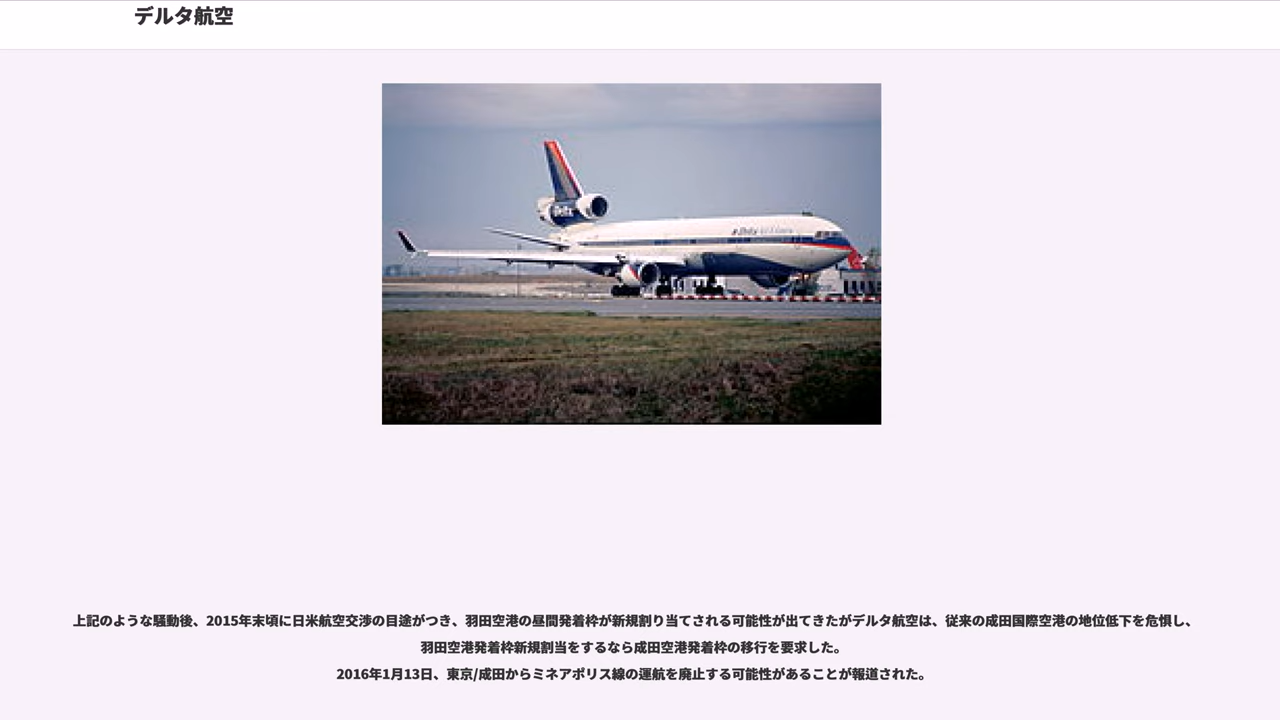 デルタ航空
Delta
上記のような騒動後、2015年末頃に日米航空交渉の目途がつき、羽田空港の昼間発着枠が新規割り当てされる可能性が出てきたがデルタ航空は、従来の成田国際空港の地位低下を危惧し、
羽田空港発着枠新規割当をするなら成田空港発着枠の移行を要求した。
2016年1月13日、東京/成田からミネアポリス線の運航を廃止する可能性があることが報道された。